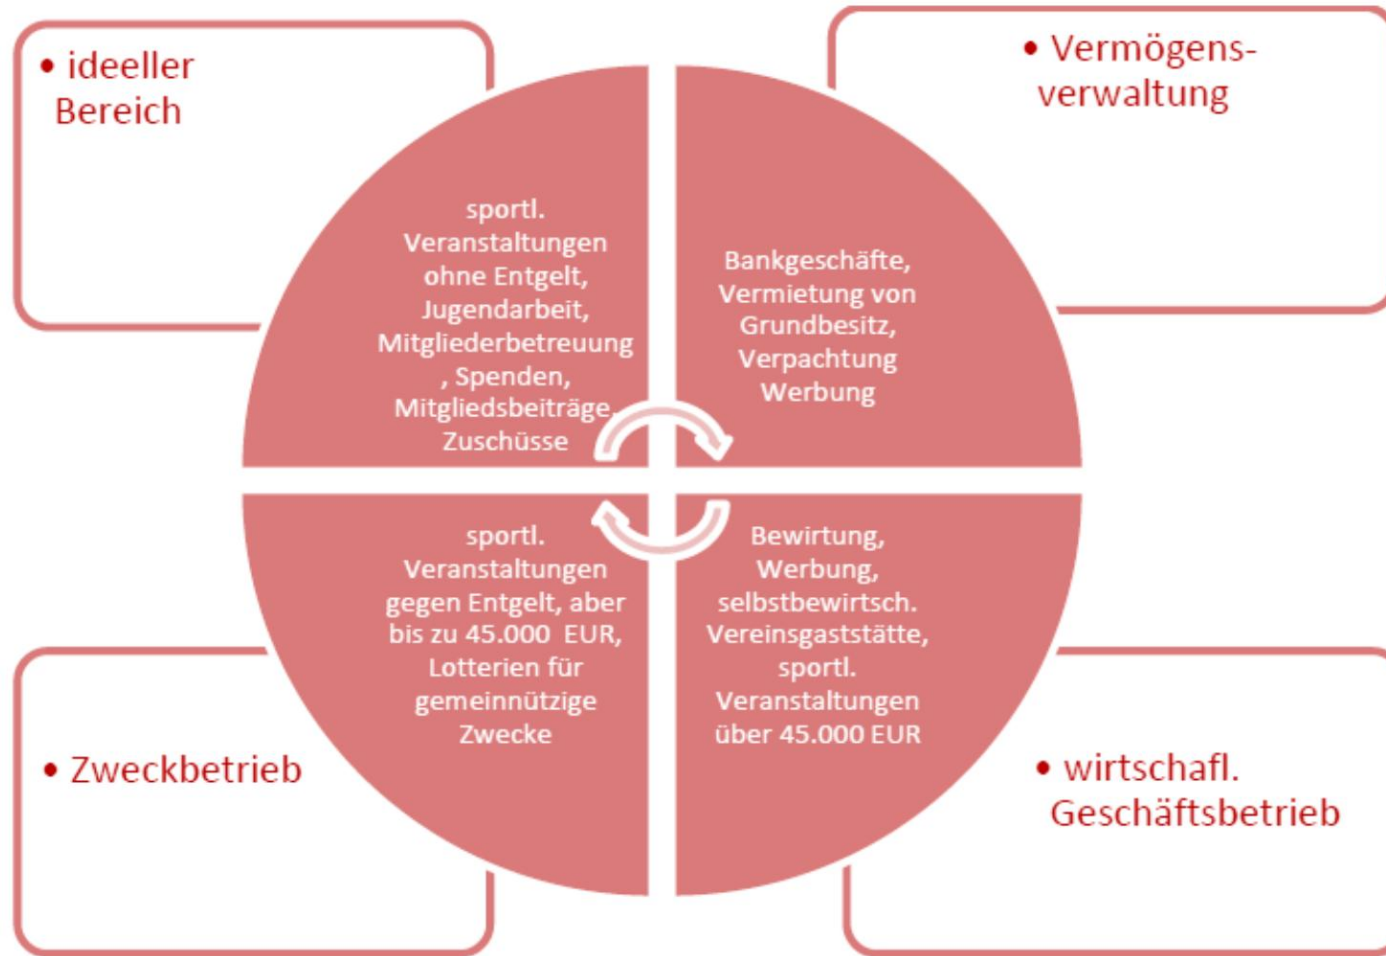 • ideeller
Bereich
• Vermögens-
verwaltung
sportl.
Veranstaltungen
ohne Entgelt,
Jugendarbeit,
Mitgliederbetreuung
, Spenden,
Mitgliedsbeiträge,
Zuschüsse
Bankgeschäfte,
Vermietung von
Grundbesitz,
Verpachtung
Werbung
sportl.
Veranstaltungen
gegen Entgelt, aber
bis zu 45.000 EUR,
Lotterien für
gemeinnützige
Zwecke
Bewirtung,
Werbung,
selbstbewirtsch.
Vereinsgaststätte,
sportl.
Veranstaltungen
über 45.000 EUR
• Zweckbetrieb
• wirtschafl.
Geschäftsbetrieb